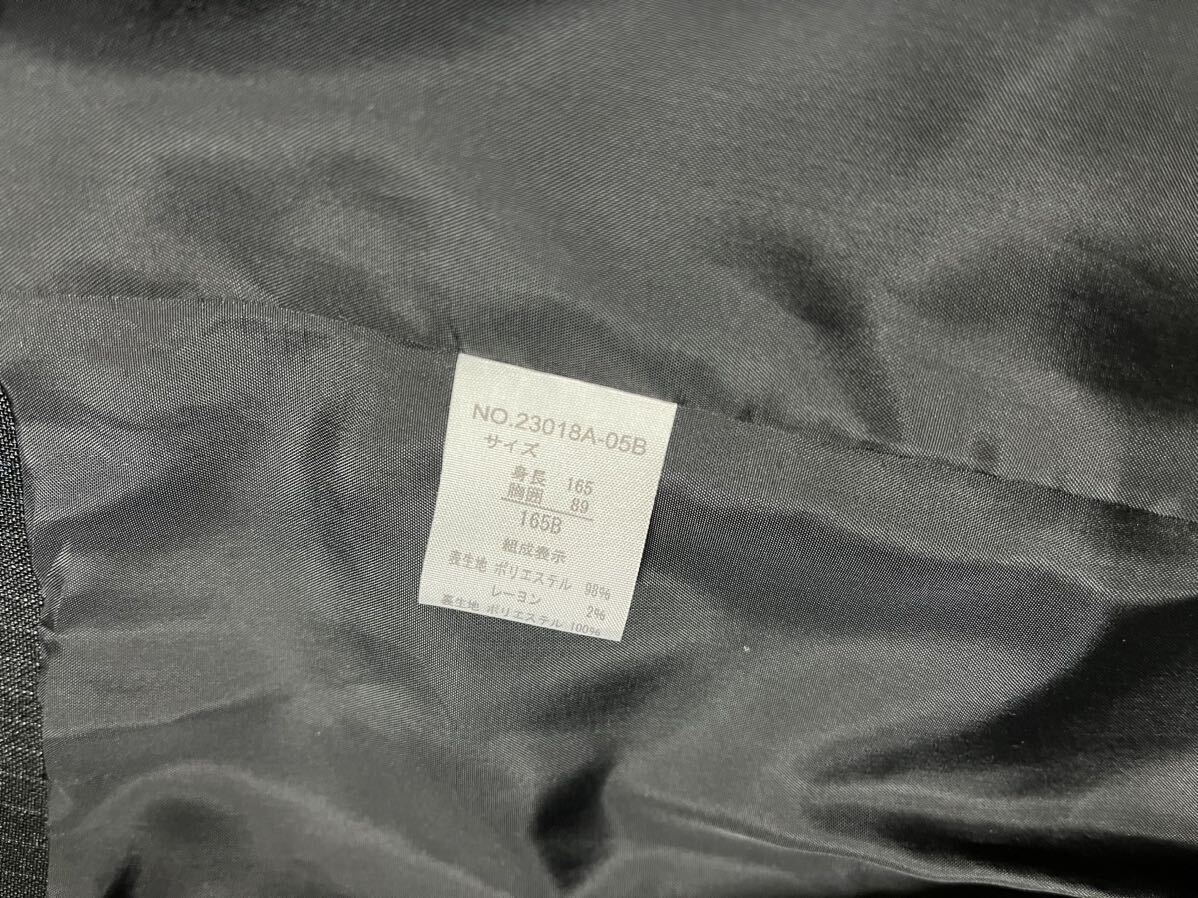 NO.23018A-05B
サイズ
身長 165
胸囲 89
165B
組成表示
表生地 ポリエステル 98%
レーヨン 2%
裏生地 ポリエステル 100%